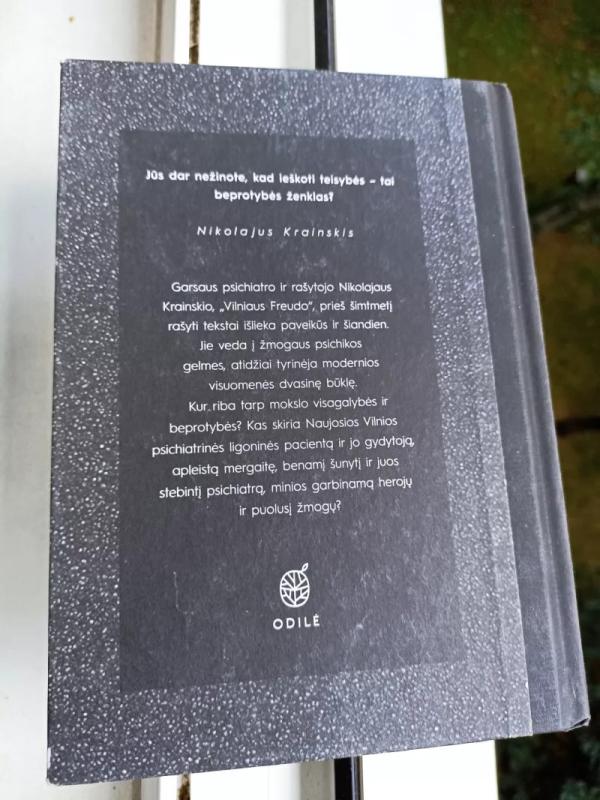 Jūs dar nežinote, kad ieškoti teisybės – tai
beprotybės ženklas?
Nikolajus Krainskis
Garsaus psichiatro ir rašytojo Nikolajaus
Krainskio, „Vilniaus Freudo“, prieš šimtmetį
rašyti tekstai išlieka paveikūs ir šiandien.
Jie veda į žmogaus psichikos
gelmes, atidžiai tyrinėja modernios
visuomenės dvasinę būklę.
Kur riba tarp mokslo visagalybės ir
beprotybės? Kas skiria Naujosios Vilnios
psichiatrinės ligoninės pacientą ir jo gydytoją,
apleistą mergaitę, benamį šunytį ir juos
stebintį psichiatrą, minios garbinamą herojų
ir puolusį žmogų?
ODILĖ